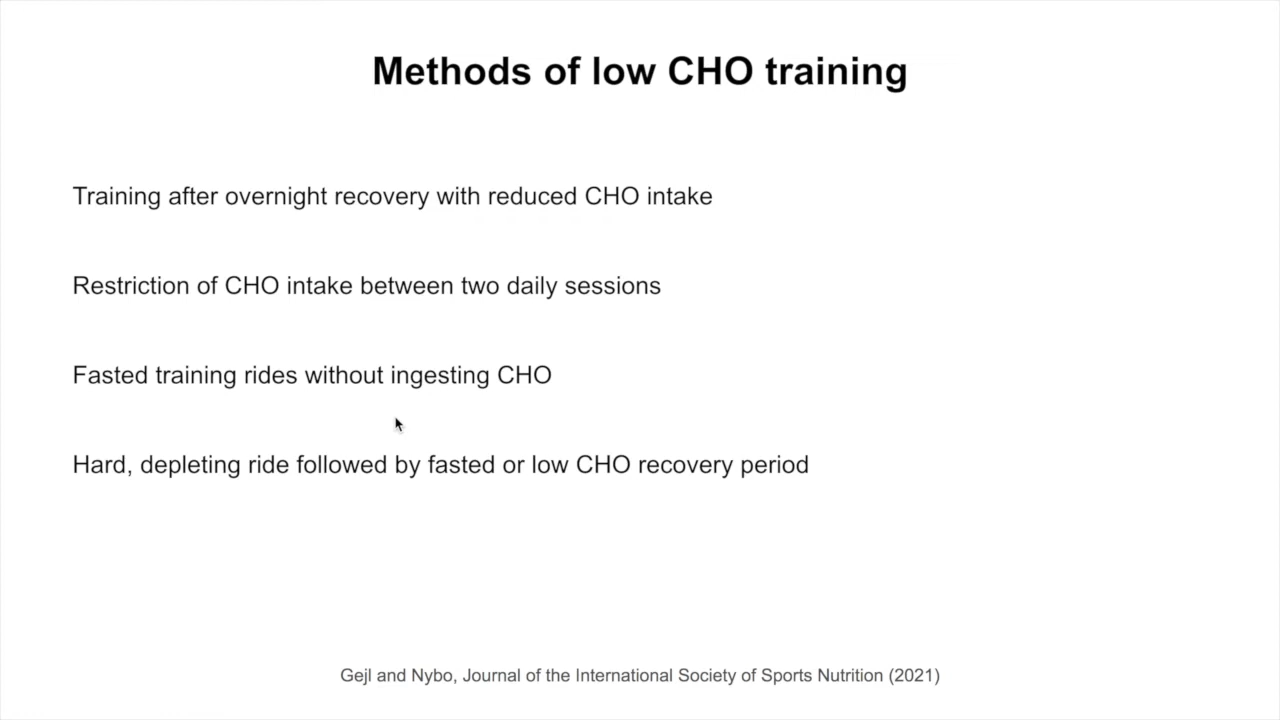 Methods of low CHO training
Training after overnight recovery with reduced CHO intake
Restriction of CHO intake between two daily sessions
Fasted training rides without ingesting CHO
Hard, depleting ride followed by fasted or low CHO recovery period
Gejl and Nybo, Journal of the International Society of Sports Nutrition (2021)